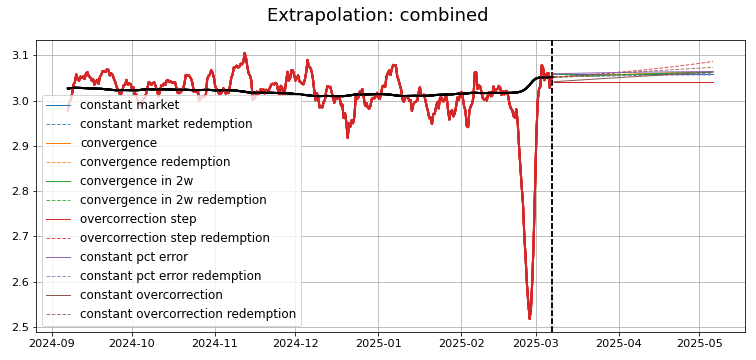 Extrapolation: combined
3.1
3.0
2.9
2.8
2.7
2.6
2.5
constant market
constant market redemption
convergence
convergence redemption
convergence in 2w
convergence in 2w redemption
overcorrection step
overcorrection step redemption
constant pct error
constant pct error redemption
constant overcorrection
constant overcorrection redemption
2024-09 2024-10 2024-11 2024-12 2025-01 2025-02 2025-03 2025-04 2025-05